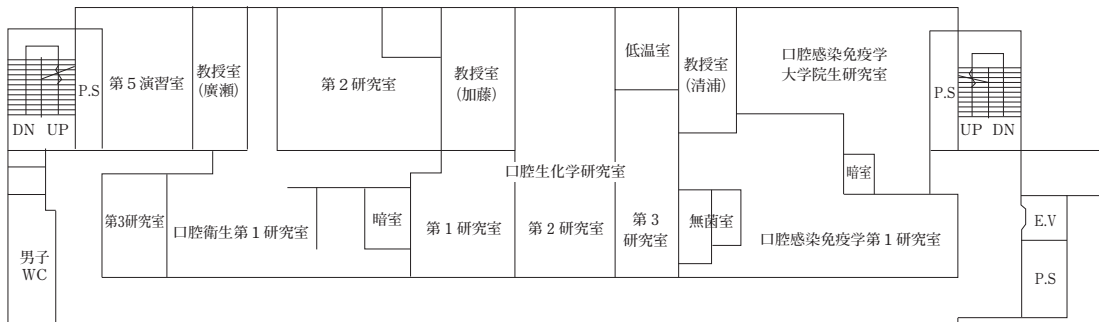 P.S
第5演習室
教授室
(廣瀬)
第2研究室
教授室
(加藤)
低温室
教授室
(清浦)
口腔感染免疫学
大学院生研究室
P.S
DN UP
UP DN
口腔生化学研究室
暗室
第3研究室
口腔衛生第1研究室
暗室
第1研究室
第2研究室
第3
研究室
無菌室
口腔感染免疫学第1研究室
E.V
男子
WC
P.S